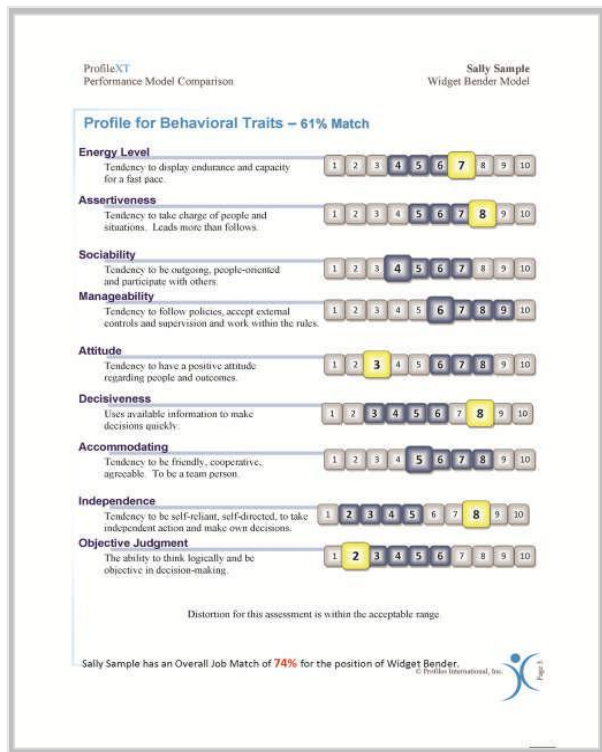 ProfileXT
Performance Model Comparison
Sally Sample
Widget Bender Model
Profile for Behavioral Traits – 61% Match
Energy Level
Tendency to display endurance and capacity
for a fast pace.
1 2 3 4 5 6 7 8 9 10
Assertiveness
Tendency to take charge of people and
situations. Leads more than follows.
1 2 3 4 5 6 7 8 9 10
Sociability
Tendency to be outgoing, people-oriented
and participate with others.
1 2 3 4 5 6 7 8 9 10
Manageability
Tendency to follow policies, accept external
controls and supervision and work within the rules.
1 2 3 4 5 6 7 8 9 10
Attitude
Tendency to have a positive attitude
regarding people and outcomes.
1 2 3 4 5 6 7 8 9 10
Decisiveness
Uses available information to make
decisions quickly.
1 2 3 4 5 6 7 8 9 10
Accommodating
Tendency to be friendly, cooperative,
agreeable. To be a team person.
1 2 3 4 5 6 7 8 9 10
Independence
Tendency to be self-reliant, self-directed, to take
independent action and make own decisions.
1 2 3 4 5 6 7 8 9 10
Objective Judgment
The ability to think logically and be
objective in decision-making.
1 2 3 4 5 6 7 8 9 10
Distortion for this assessment is within the acceptable range
Sally Sample has an Overall Job Match of 74% for the position of Widget Bender.
© Profiles International, Inc.
Page 3